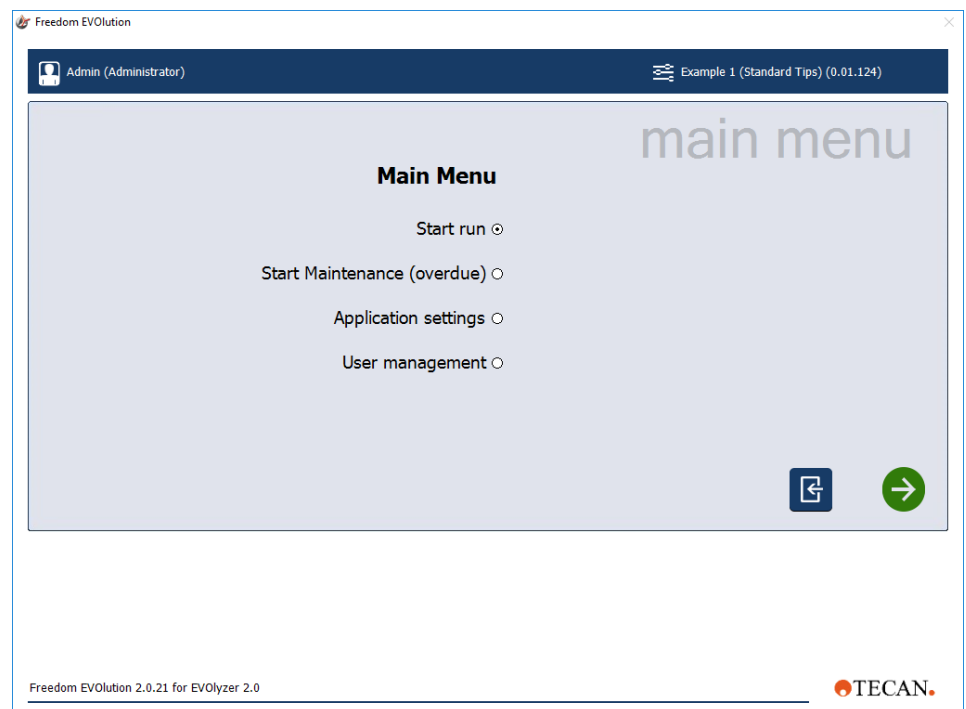 Freedom EVOlution
Admin (Administrator)
Example 1 (Standard Tips) (0.01.124)
main menu
Main Menu
Start run
Start Maintenance (overdue)
Application settings
User management
Freedom EVOlution 2.0.21 for EVOlyzer 2.0
TECAN.